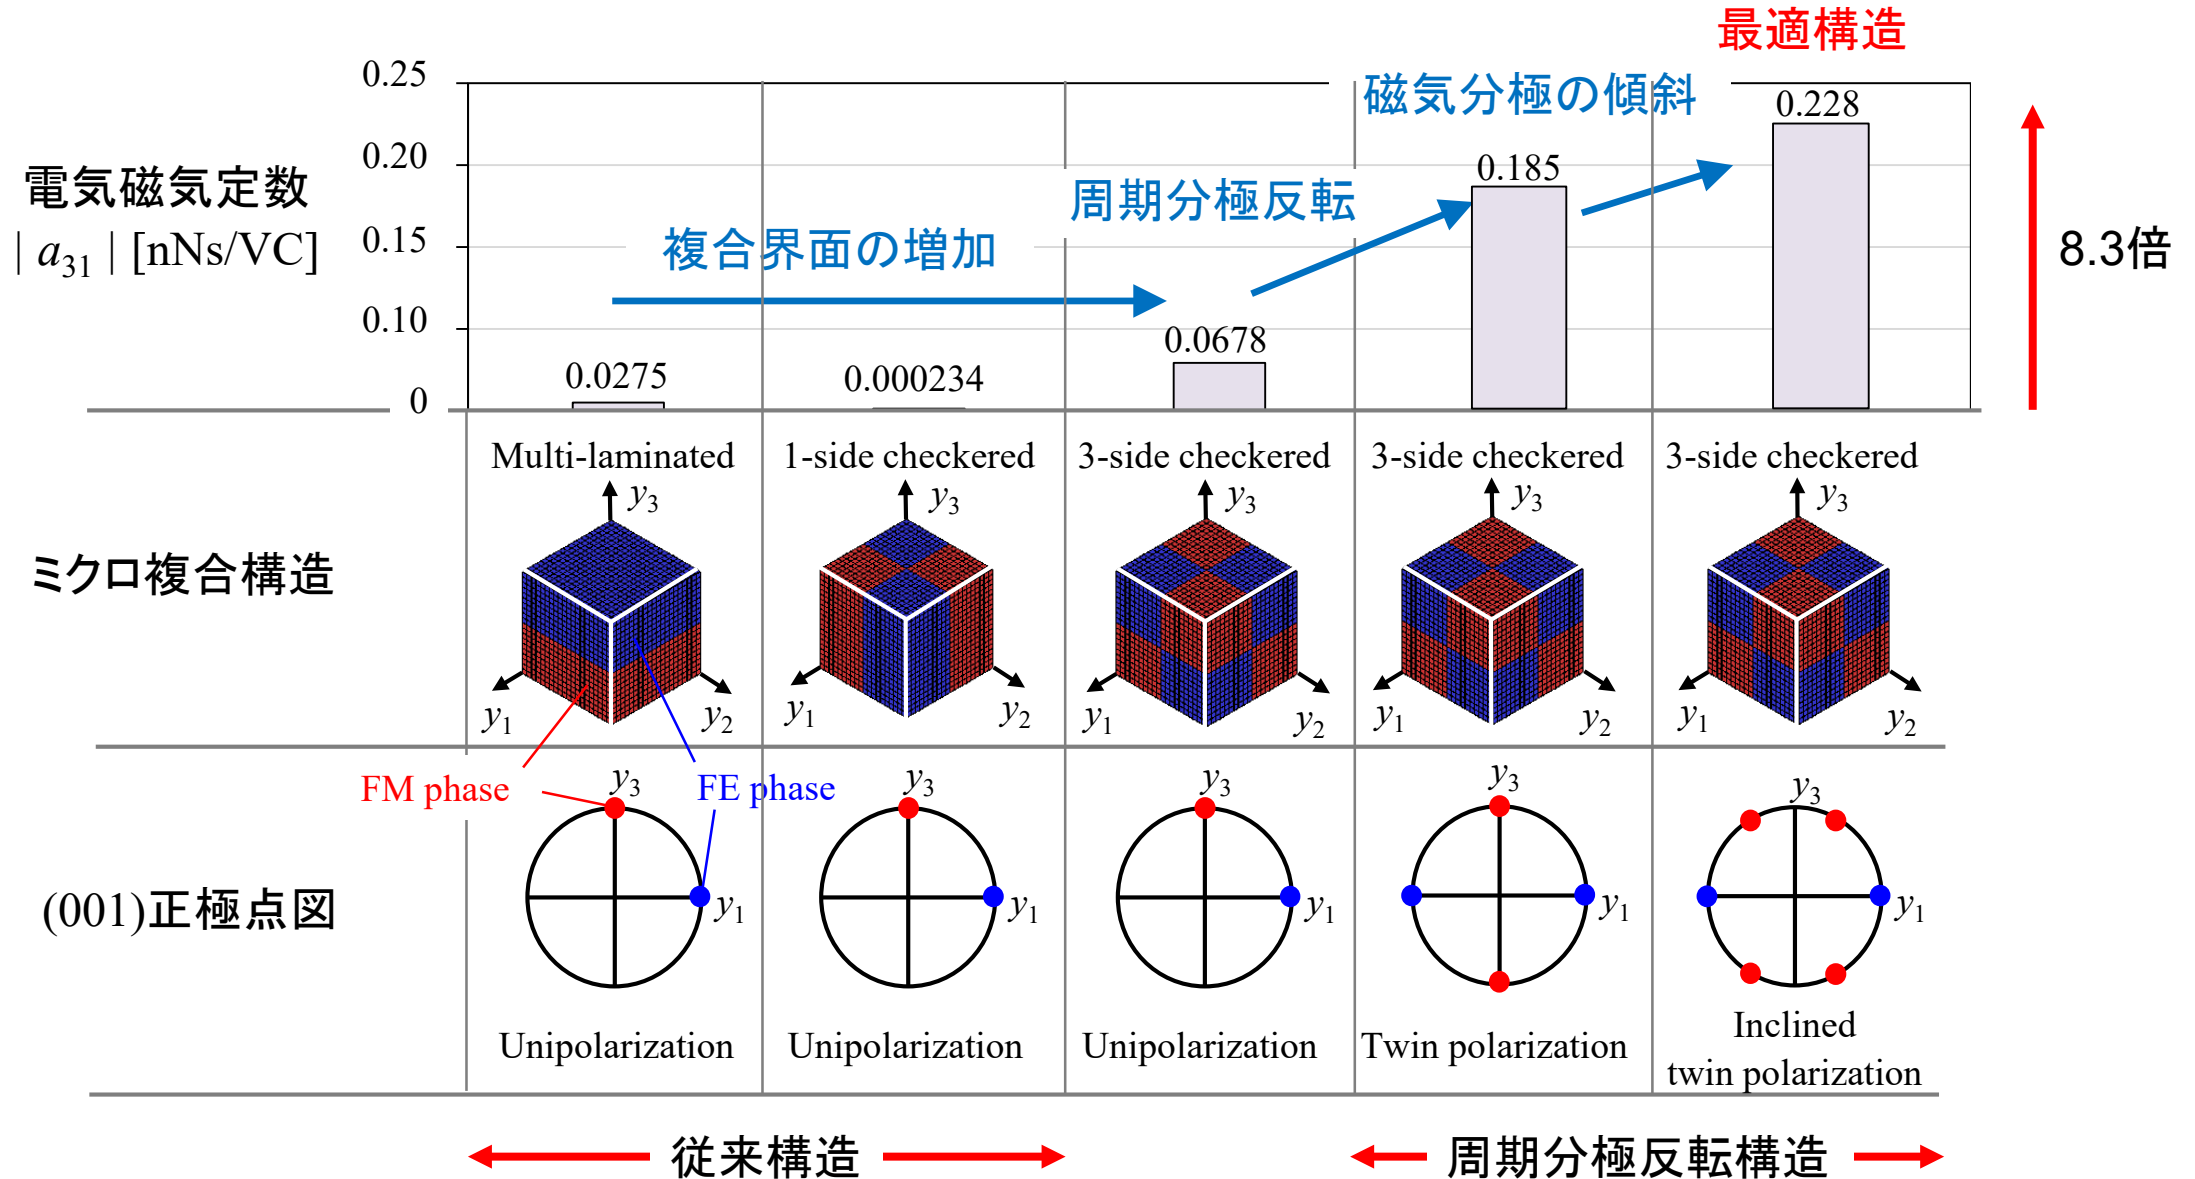 最適構造
磁気分極の傾斜
周期分極反転
複合界面の増加
電気磁気定数
| a31 | [nNs/VC]
0.25
0.20
0.15
0.10
0
0.0275
0.000234
0.0678
0.185
0.228
8.3倍
ミクロ複合構造
Multi-laminated
y3
y1
y2
1-side checkered
y3
y1
y2
3-side checkered
y3
y1
y2
3-side checkered
y3
y1
y2
3-side checkered
y3
y1
y2
FM phase
FE phase
(001)正極点図
y3
y1
Unipolarization
y3
y1
Unipolarization
y3
y1
Unipolarization
y3
y1
Twin polarization
y3
y1
Inclined
twin polarization
従来構造
周期分極反転構造